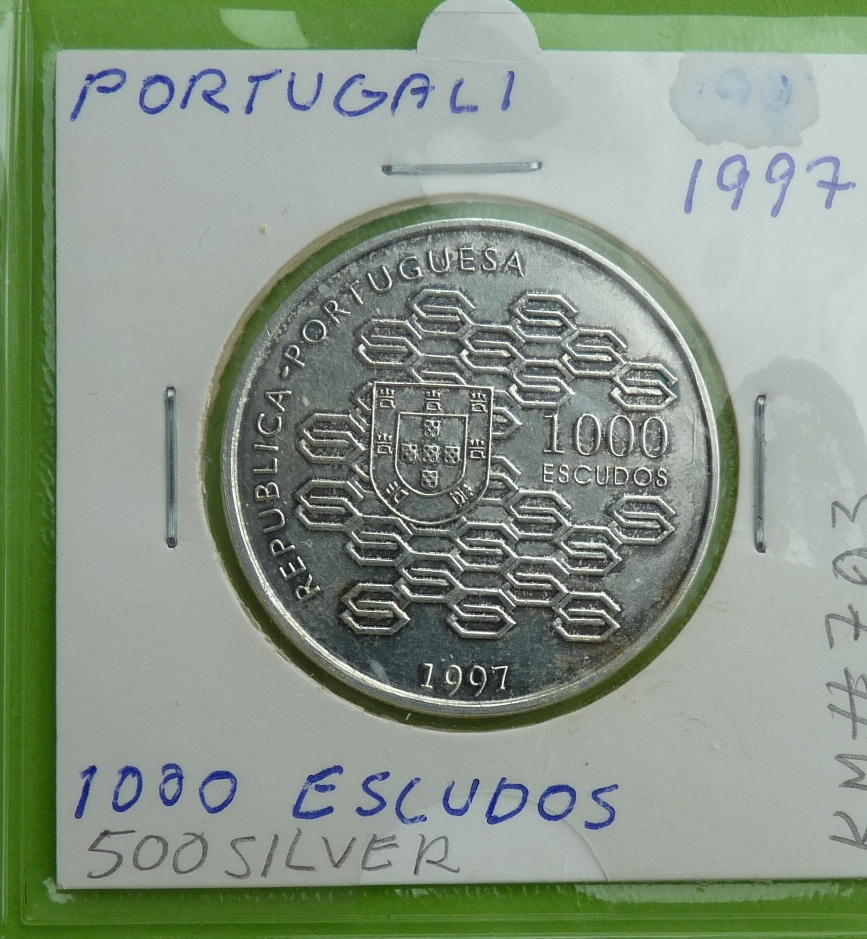 PORTUGALI
1997
REPUBLICA-PORTUGUESA
1000
ESCUDOS
1997
1000 ESCUDOS
500 SILVER
KM#703